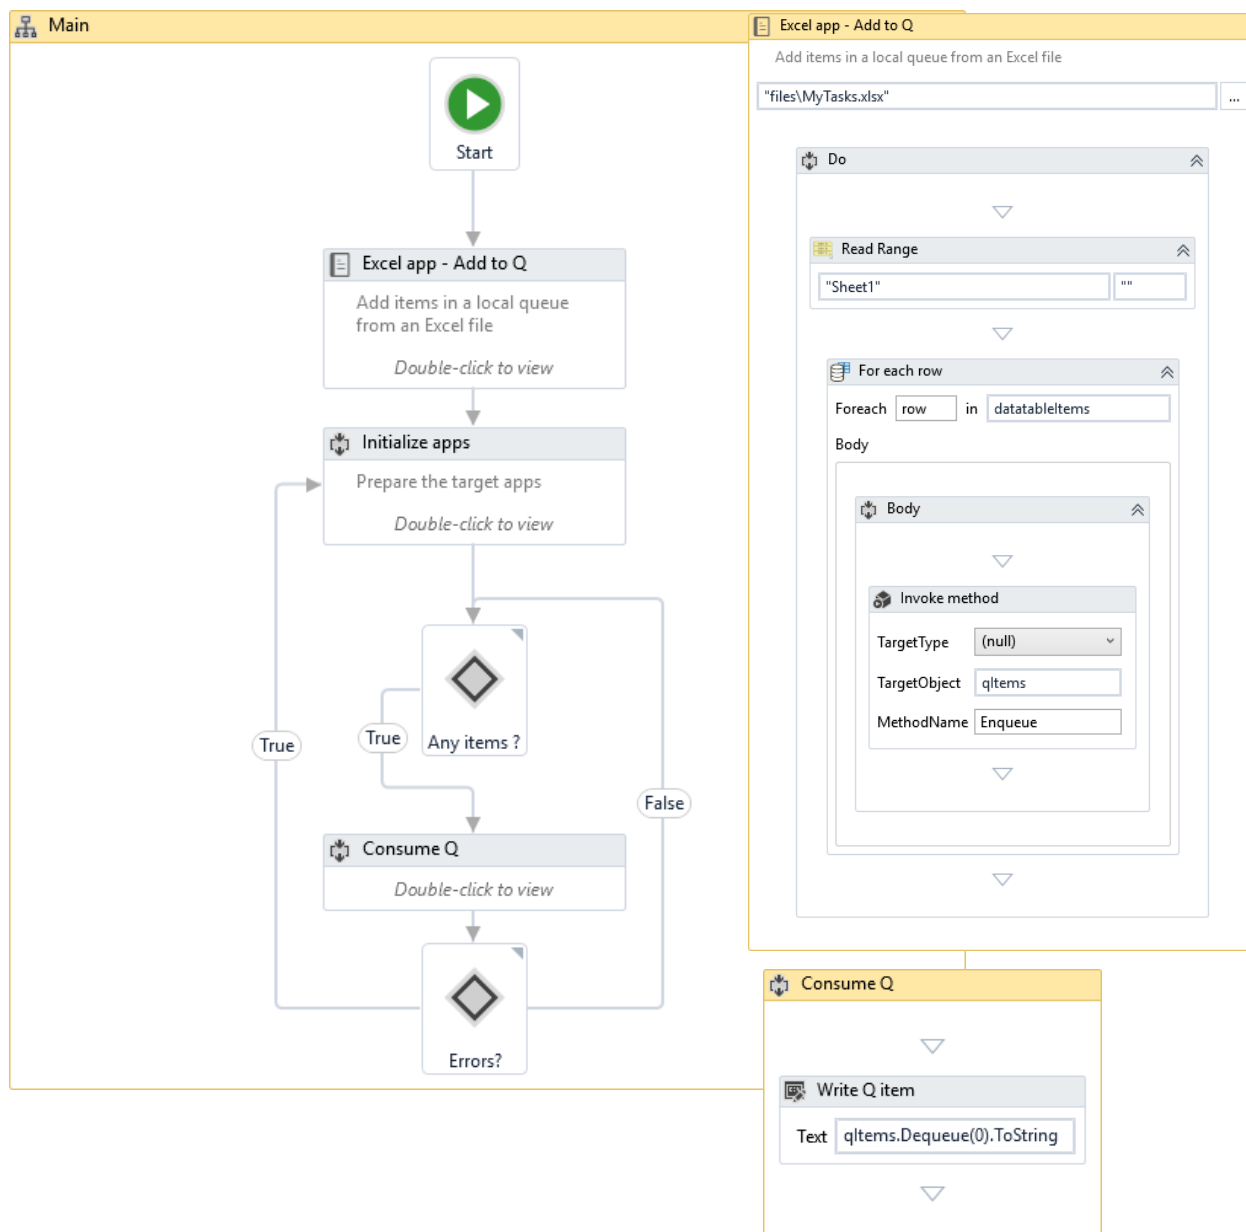 Main
Start
Excel app - Add to Q
Add items in a local queue
from an Excel file
Double-click to view
Initialize apps
Prepare the target apps
Double-click to view
True
True
Any items ?
False
Consume Q
Double-click to view
Errors?
Excel app - Add to Q
Add items in a local queue from an Excel file
"files\MyTasks.xlsx"
...
Do
Read Range
"Sheet1" ""
For each row
Foreach row in datatableItems
Body
Body
Invoke method
TargetType (null)
TargetObject qItems
MethodName Enqueue
Consume Q
Write Q item
Text qItems.Dequeue(0).ToString